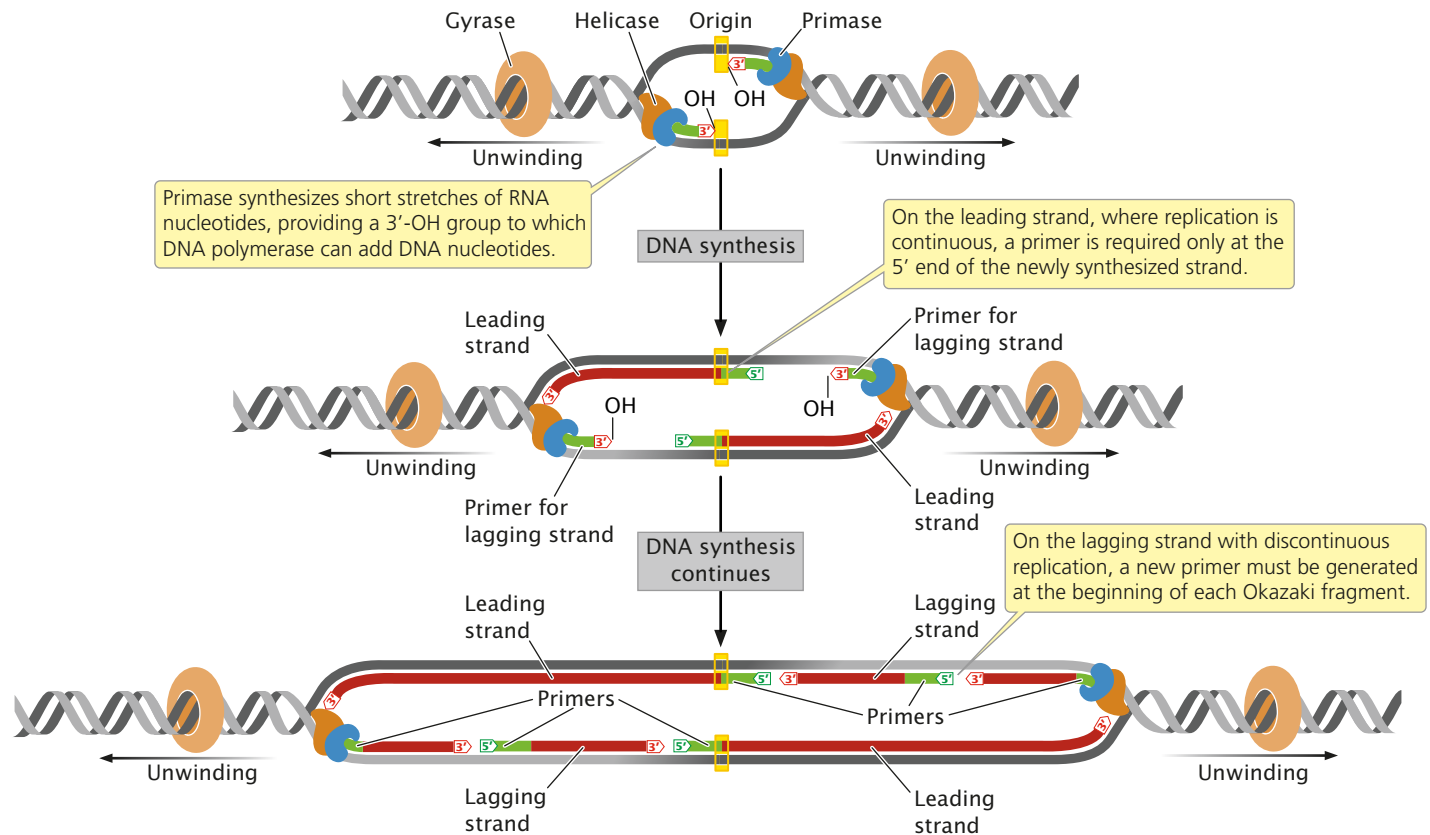 Gyrase
Helicase
Origin
Primase
3’
OH
OH
3’
Unwinding
Unwinding
Primase synthesizes short stretches of RNA
nucleotides, providing a 3’-OH group to which
DNA polymerase can add DNA nucleotides.
DNA synthesis
On the leading strand, where replication is
continuous, a primer is required only at the
5’ end of the newly synthesized strand.
Leading
strand
Primer for
lagging strand
5’
3’
3’
OH
OH
3’
3’
5’
Unwinding
Unwinding
Primer for
lagging strand
Leading
strand
DNA synthesis
continues
On the lagging strand with discontinuous
replication, a new primer must be generated
at the beginning of each Okazaki fragment.
Leading
strand
Lagging
strand
3’
5’
3’
5’
3’
Primers
Primers
3’
5’
3’
5’
3’
Unwinding
Unwinding
Lagging
strand
Leading
strand